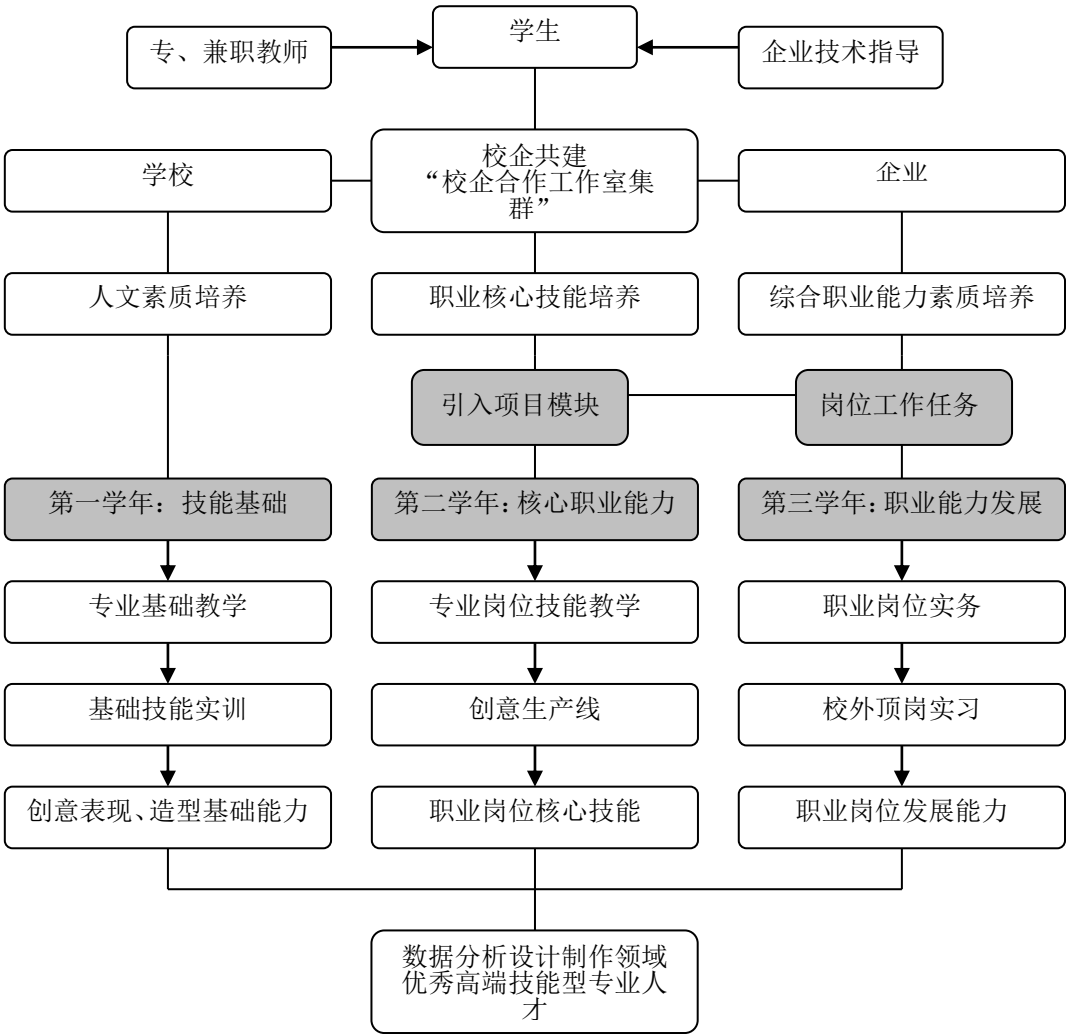 学生
专、兼职教师
企业技术指导
学校
校企共建
“校企合作工作室集
群”
企业
人文素质培养
职业核心技能培养
综合职业能力素质培养
引入项目模块
岗位工作任务
第一学年：技能基础
第二学年：核心职业能力
第三学年：职业能力发展
专业基础教学
专业岗位技能教学
职业岗位实务
基础技能实训
创意生产线
校外顶岗实习
创意表现、造型基础能力
职业岗位核心技能
职业岗位发展能力
数据分析设计制作领域
优秀高端技能型专业人
才